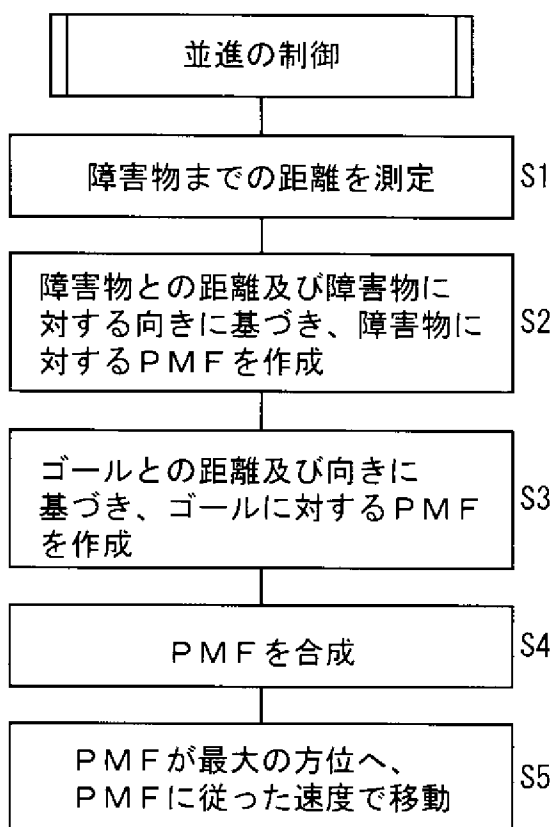 並進の制御
障害物までの距離を測定 S1
障害物との距離及び障害物に
対する向きに基づき、障害物に S2
対するPMFを作成
ゴールとの距離及び向きに
基づき、ゴールに対するPMF S3
を作成
PMFを合成 S4
PMFが最大の方位へ、 S5
PMFに従った速度で移動